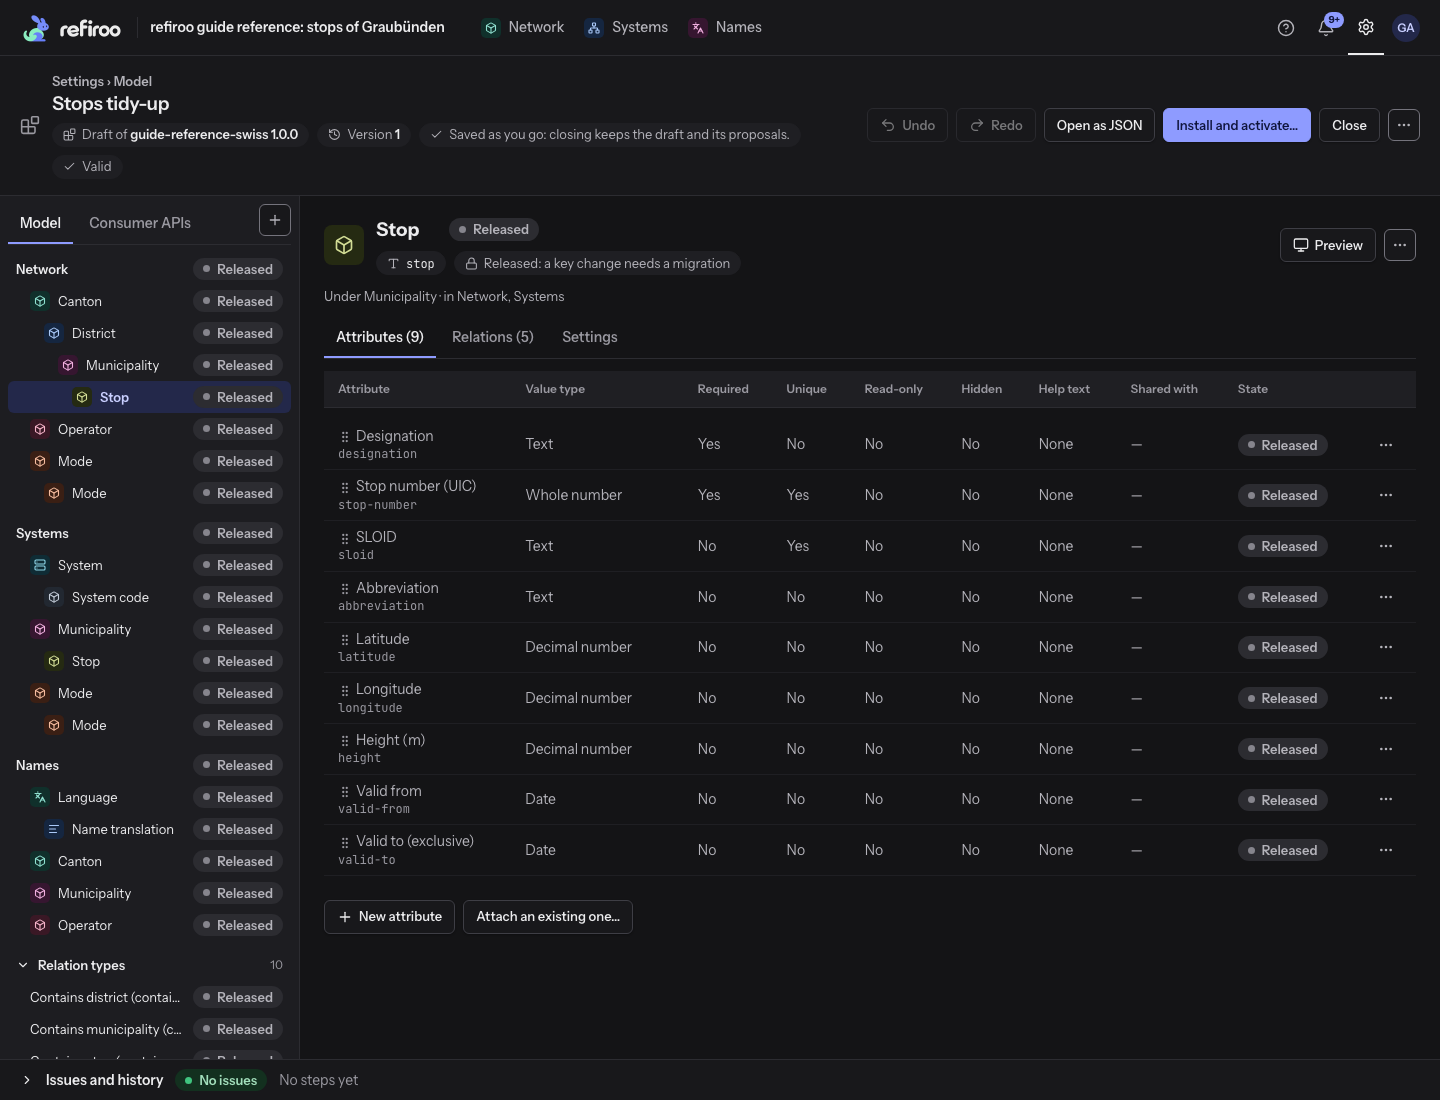 refiroo
refiroo guide reference: stops of Graubünden
Network
Systems
Names
9+
GA
Settings › Model
Stops tidy-up
Draft of guide-reference-swiss 1.0.0
Version 1
Saved as you go: closing keeps the draft and its proposals.
Valid
Undo
Redo
Open as JSON
Install and activate...
Close
Model
Consumer APIs
Network Released
Canton Released
District Released
Municipality Released
Stop Released
Operator Released
Mode Released
Mode Released
Systems Released
System Released
System code Released
Municipality Released
Stop Released
Mode Released
Mode Released
Names Released
Language Released
Name translation Released
Canton Released
Municipality Released
Operator Released
Relation types 10
Contains district (contai... Released
Contains municipality (c... Released
Stop
Released
stop
Released: a key change needs a migration
Preview
Under Municipality · in Network, Systems
Attributes (9)
Relations (5)
Settings
Attribute Value type Required Unique Read-only Hidden Help text Shared with State
Designation
designation
Text Yes No No No None — Released
Stop number (UIC)
stop-number
Whole number Yes Yes No No None — Released
SLOID
sloid
Text No Yes No No None — Released
Abbreviation
abbreviation
Text No No No No None — Released
Latitude
latitude
Decimal number No No No No None — Released
Longitude
longitude
Decimal number No No No No None — Released
Height (m)
height
Decimal number No No No No None — Released
Valid from
valid-from
Date No No No No None — Released
Valid to (exclusive)
valid-to
Date No No No No None — Released
New attribute
Attach an existing one...
Issues and history
No issues
No steps yet